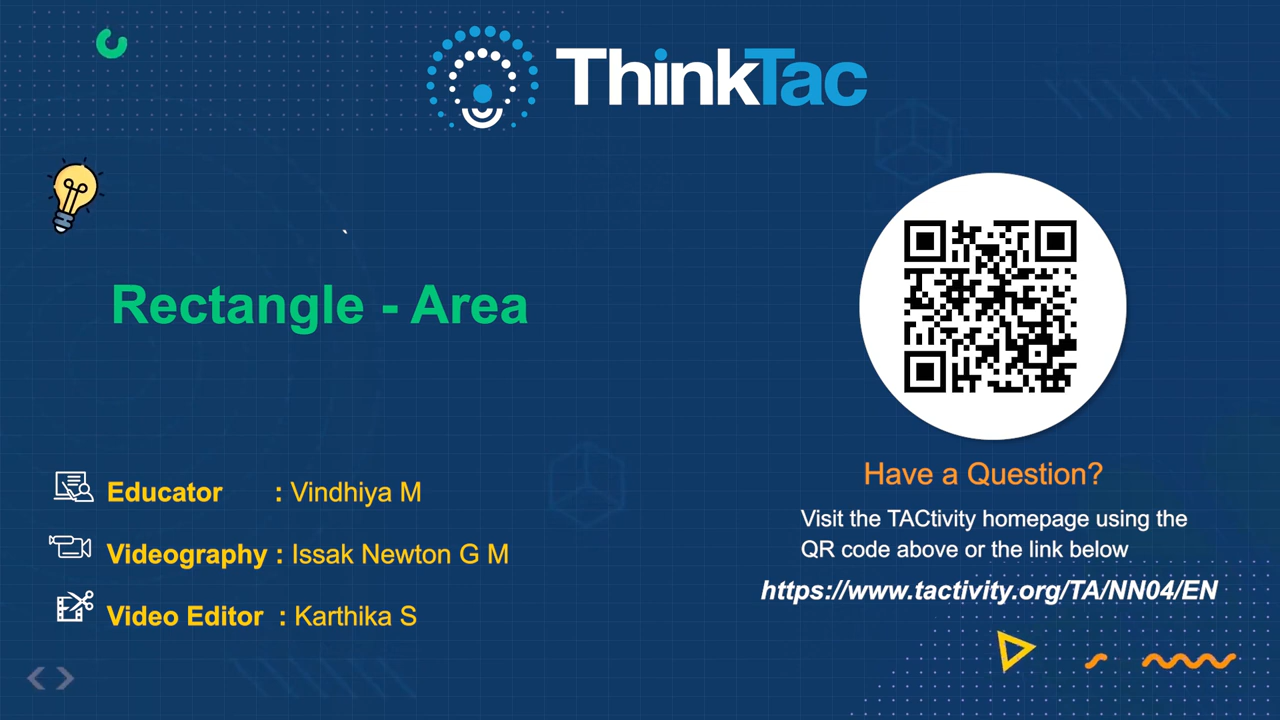 ThinkTac
Rectangle - Area
Educator : Vindhiya M
Videography : Issak Newton G M
Video Editor : Karthika S
Have a Question?
Visit the TACtivity homepage using the
QR code above or the link below
https://www.tactivity.org/TA/NN04/EN